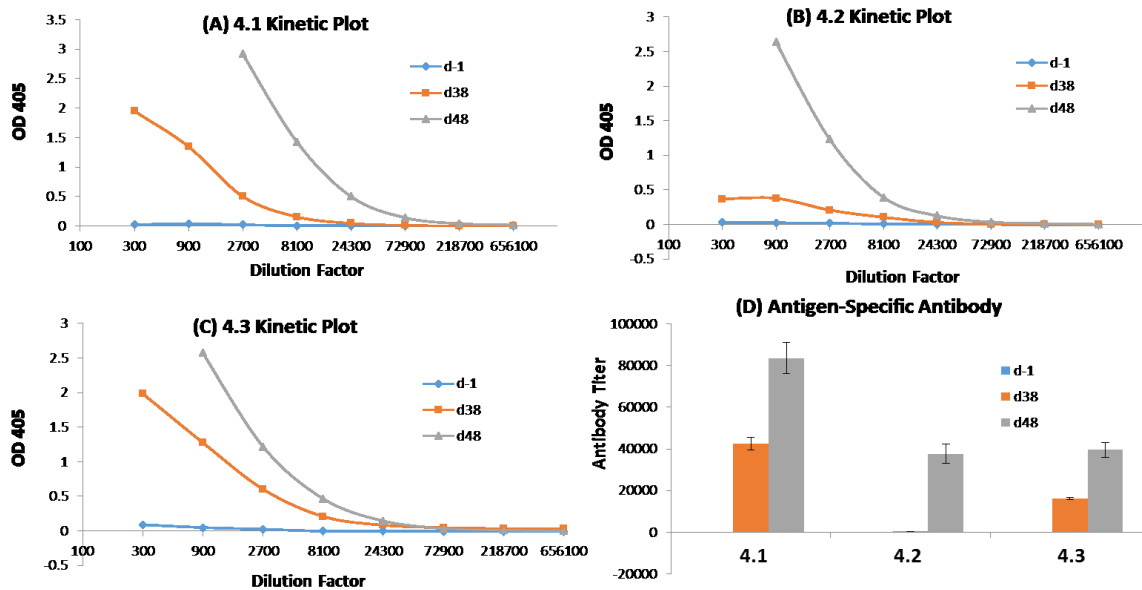 (A) 4.1 Kinetic Plot
3.5
3
2.5
2
1.5
1
0.5
0
OD 405
d-1
d38
d48
100 300 900 2700 8100 24300 72900 218700 656100
Dilution Factor
(B) 4.2 Kinetic Plot
3
2.5
2
1.5
1
0.5
0
-0.5
OD 405
d-1
d38
d48
100 300 900 2700 8100 24300 72900 218700 656100
Dilution Factor
(C) 4.3 Kinetic Plot
3
2.5
2
1.5
1
0.5
0
-0.5
OD 405
d-1
d38
d48
100 300 900 2700 8100 24300 72900 218700 656100
Dilution Factor
(D) Antigen-Specific Antibody
100000
80000
60000
40000
20000
0
-20000
Antibody Titer
d-1
d38
d48
4.1 4.2 4.3